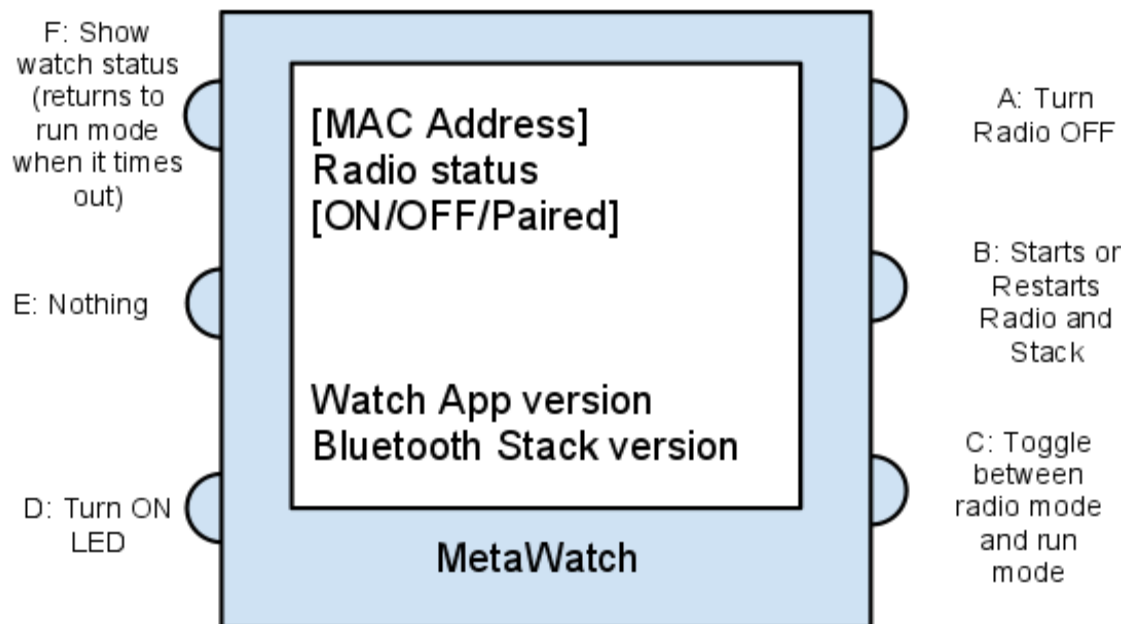 F: Show
watch status
(returns to
run mode
when it times
out)
E: Nothing
D: Turn ON
LED
[MAC Address]
Radio status
[ON/OFF/Paired]
Watch App version
Bluetooth Stack version
MetaWatch
A: Turn
Radio OFF
B: Starts or
Restarts
Radio and
Stack
C: Toggle
between
radio mode
and run
mode